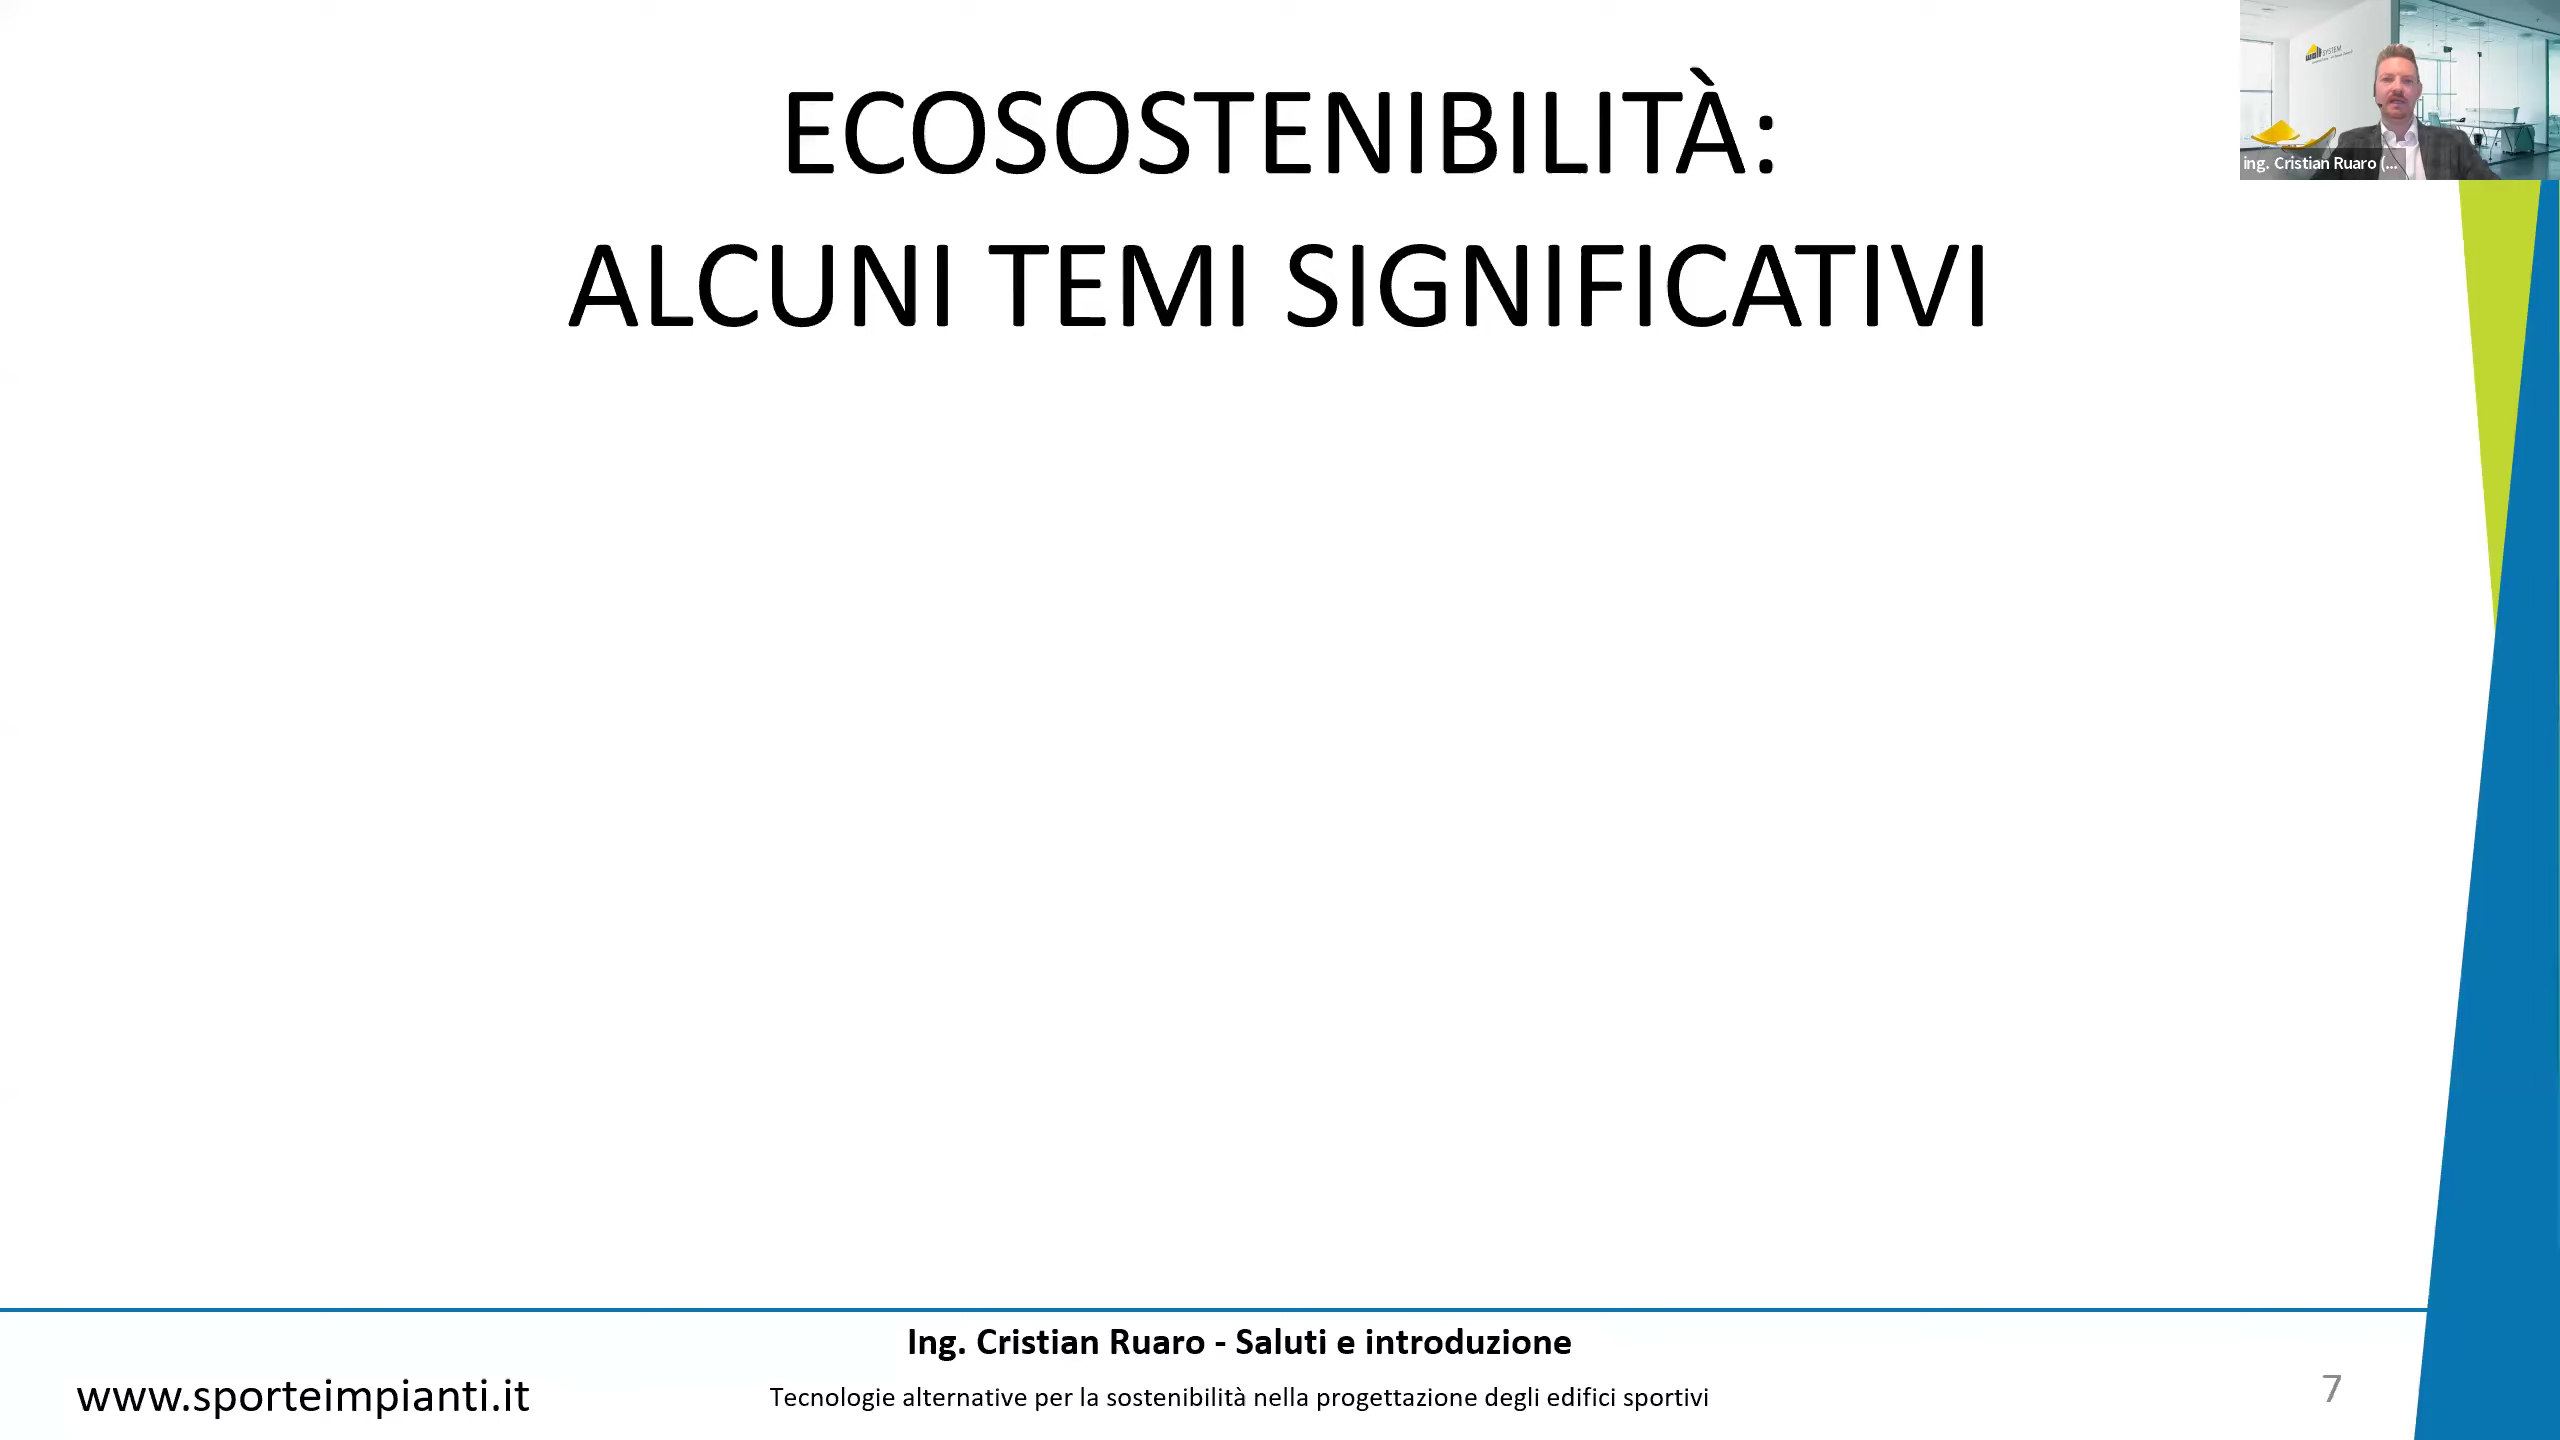 ECOSOSTENIBILITÀ:
ALCUNI TEMI SIGNIFICATIVI
SYSTEM
ing. Cristian Ruaro (...
Ing. Cristian Ruaro - Saluti e introduzione
www.sporteimpianti.it
Tecnologie alternative per la sostenibilità nella progettazione degli edifici sportivi
7